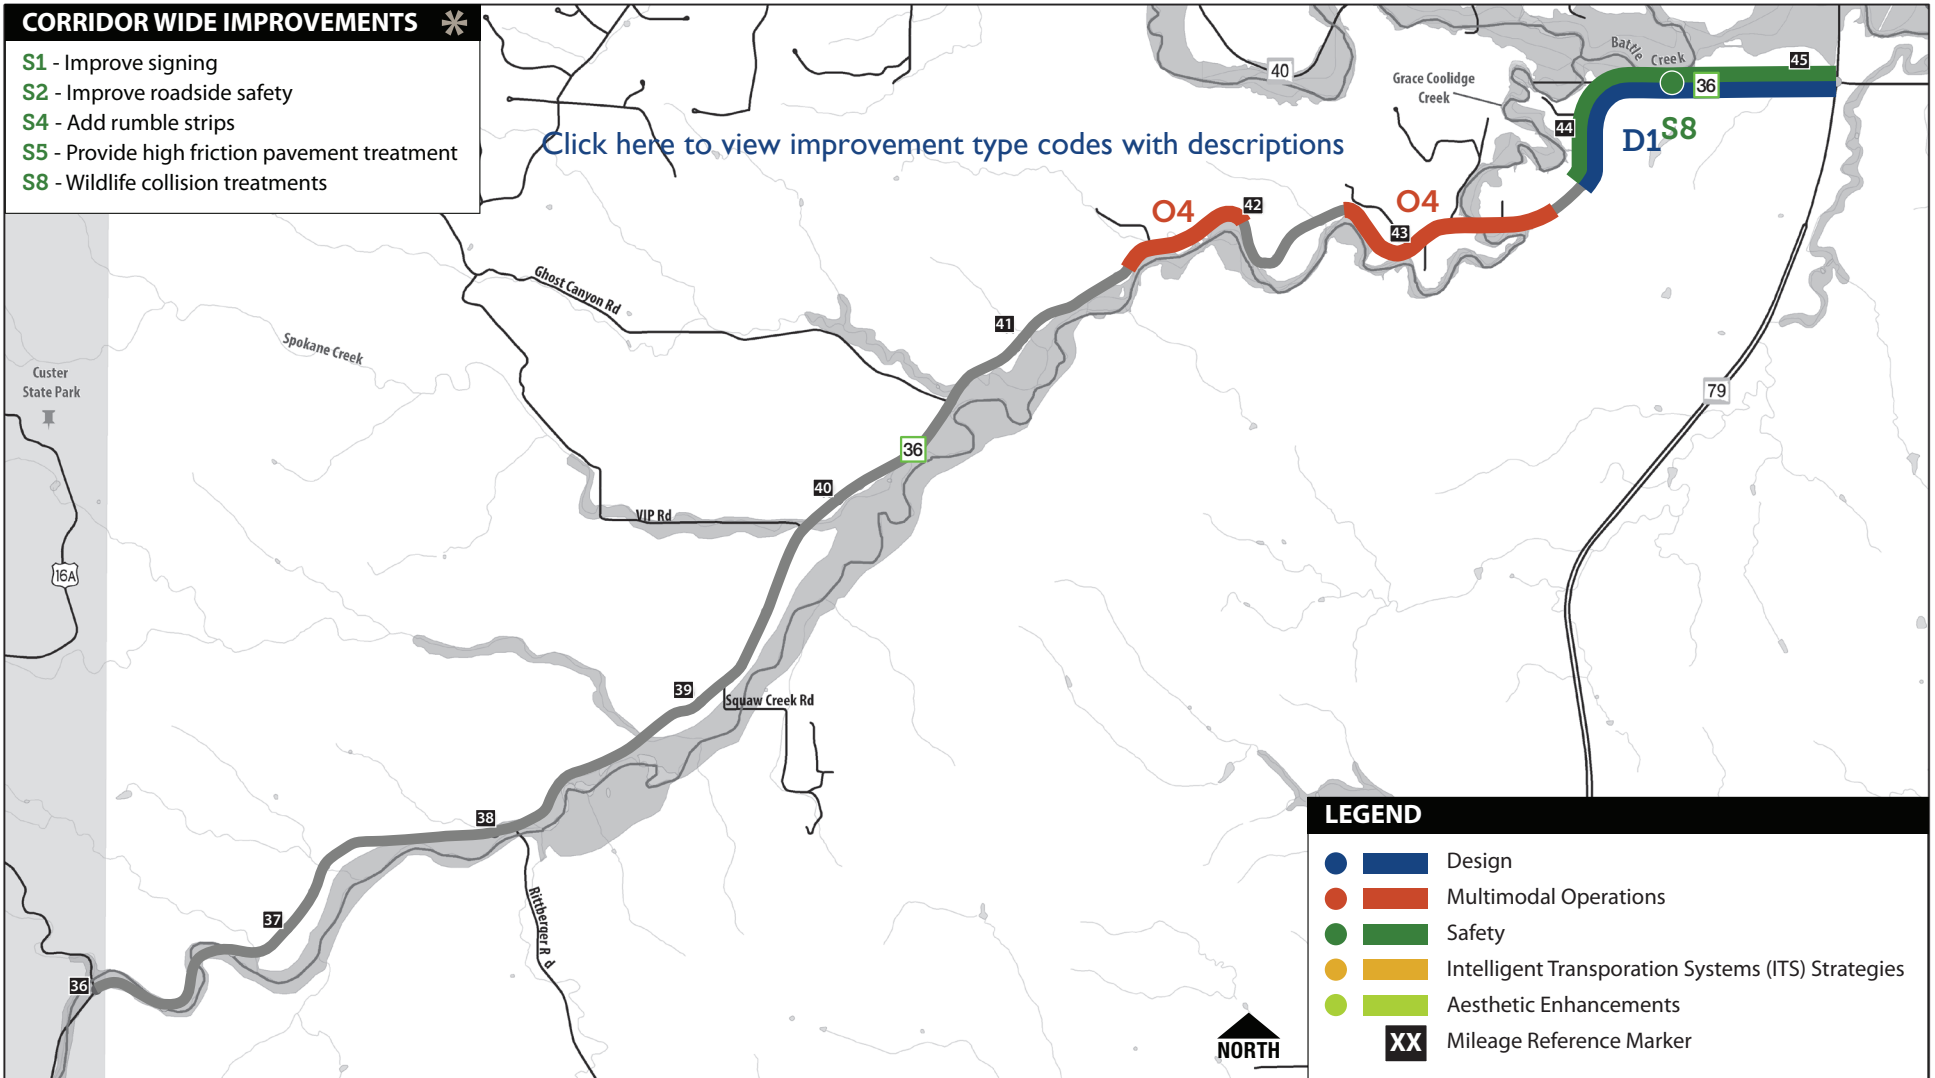 CORRIDOR WIDE IMPROVEMENTS *
S1 - Improve signing
S2 - Improve roadside safety
S4 - Add rumble strips
S5 - Provide high friction pavement treatment
S8 - Wildlife collision treatments
Click here to view improvement type codes with descriptions
40
Battle Creek
45
36
Grace Coolidge
Creek
44
D1
S8
O4
42
O4
43
Ghost Canyon Rd
41
Spokane Creek
Custer
State Park
79
36
40
VIP Rd
16A
39
Squaw Creek Rd
38
Rittberger R d
37
36
NORTH
LEGEND
Design
Multimodal Operations
Safety
Intelligent Transporation Systems (ITS) Strategies
Aesthetic Enhancements
XX Mileage Reference Marker